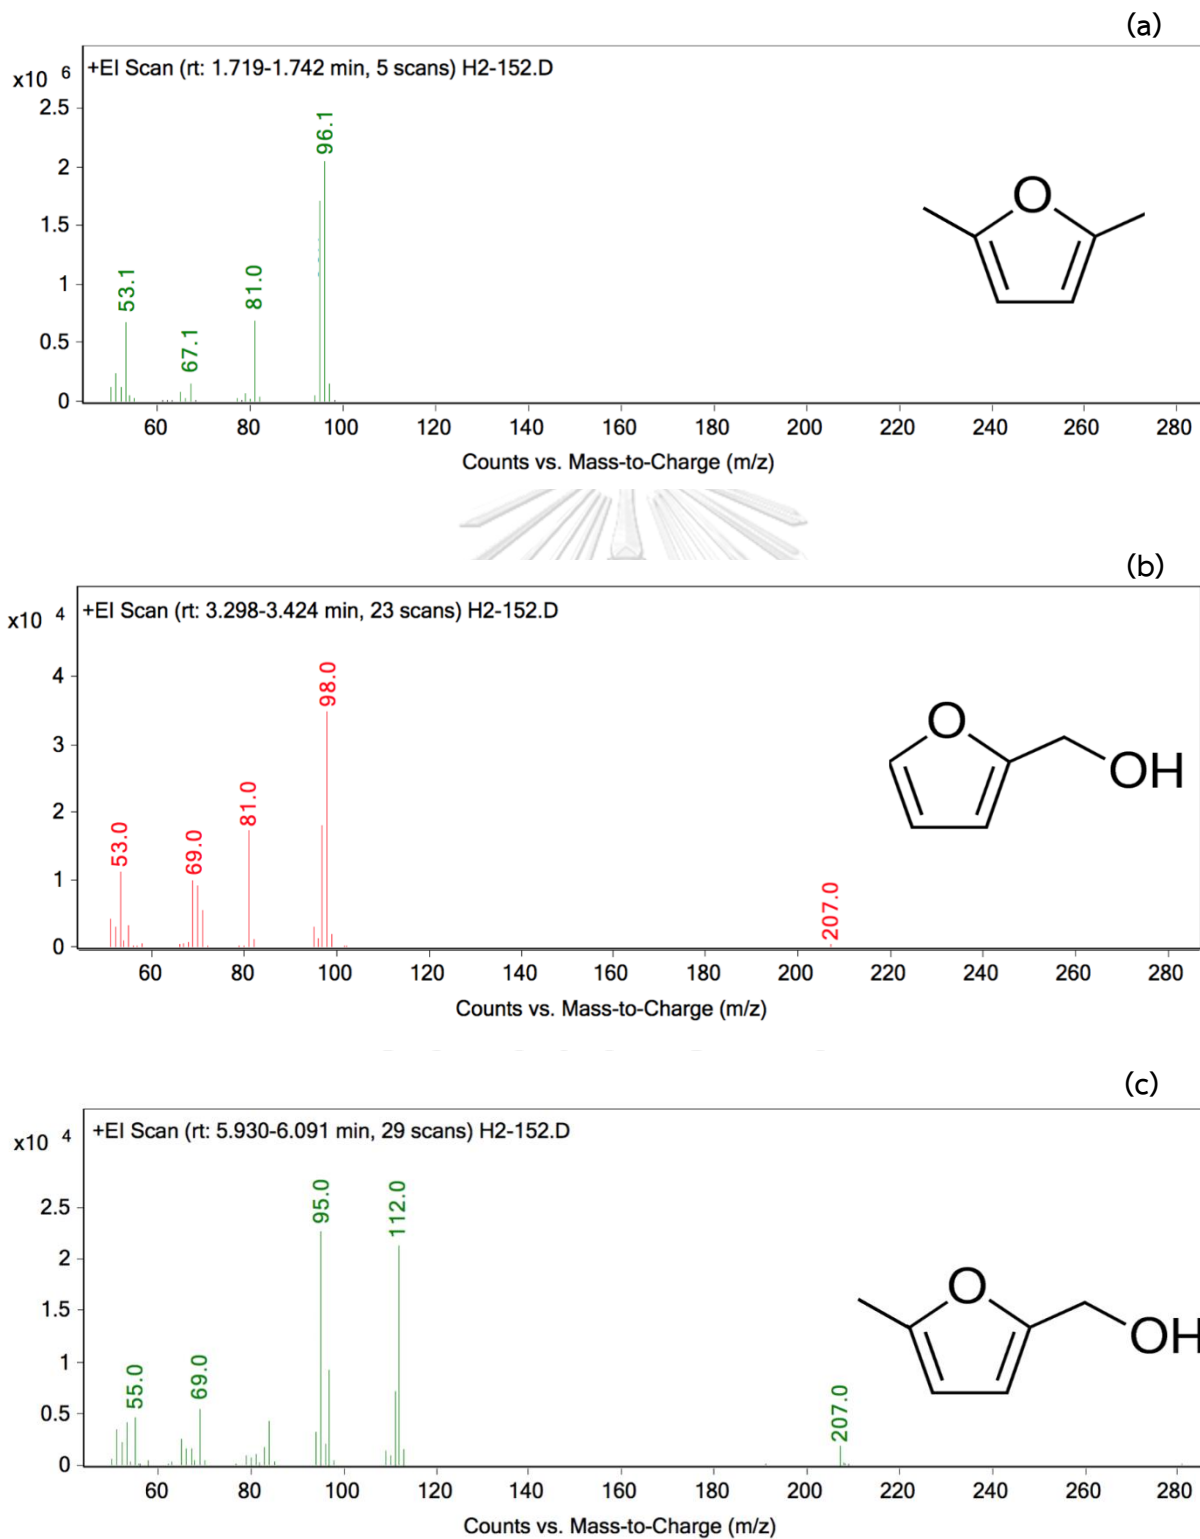 (a)
x10 6
+EI Scan (rt: 1.719-1.742 min, 5 scans) H2-152.D
2.5
2
1.5
1
0.5
0
53.1
67.1
81.0
96.1
O
60 80 100 120 140 160 180 200 220 240 260 280
Counts vs. Mass-to-Charge (m/z)
(b)
x10 4
+EI Scan (rt: 3.298-3.424 min, 23 scans) H2-152.D
4
3
2
1
0
53.0
69.0
81.0
98.0
207.0
O
OH
60 80 100 120 140 160 180 200 220 240 260 280
Counts vs. Mass-to-Charge (m/z)
(c)
x10 4
+EI Scan (rt: 5.930-6.091 min, 29 scans) H2-152.D
2.5
2
1.5
1
0.5
0
55.0
69.0
95.0
112.0
207.0
O
OH
60 80 100 120 140 160 180 200 220 240 260 280
Counts vs. Mass-to-Charge (m/z)